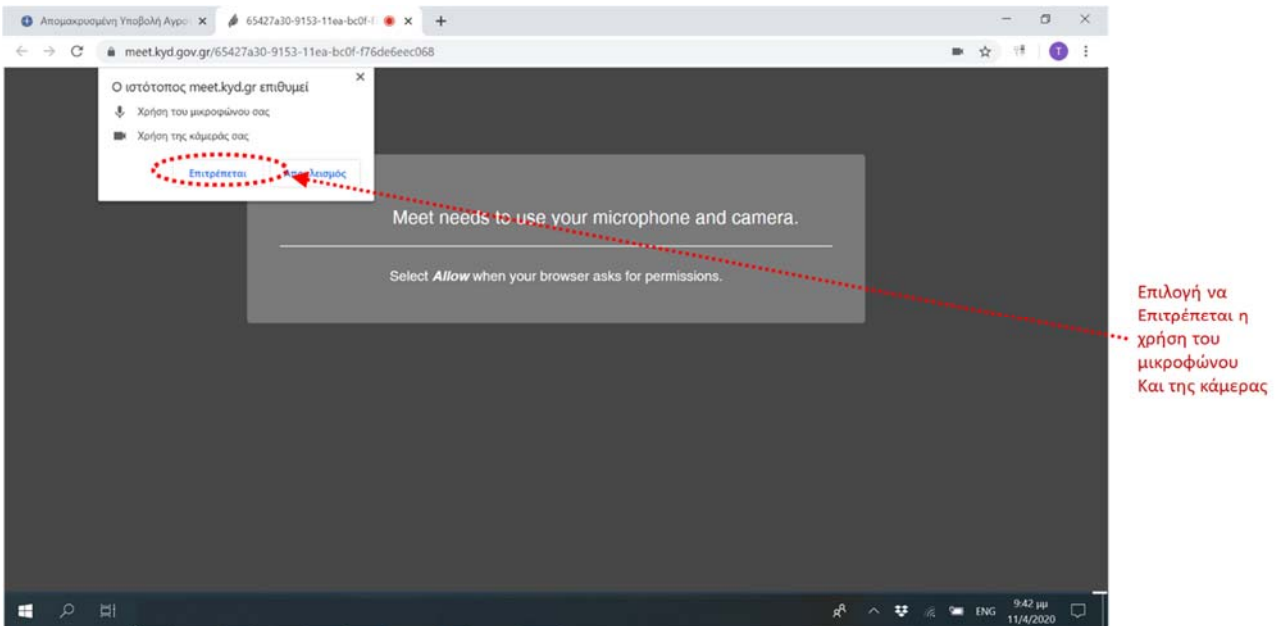 Απομακρυσμένη Υποβολή Αγρο
65427a30-9153-11ea-bc0f-f
meet.kyd.gov.gr/65427a30-9153-11ea-bc0f-f76de6eec068
T
Ο ιστότοπος meet.kyd.gr επιθυμεί
Χρήση του μικροφώνου σας
Χρήση της κάμεράς σας
Επιτρέπεται Αποκλεισμός
Meet needs to use your microphone and camera.
Select Allow when your browser asks for permissions.
Επιλογή να
Επιτρέπεται η
χρήση του
μικροφώνου
Και της κάμερας
ENG
9:42 μμ
11/4/2020